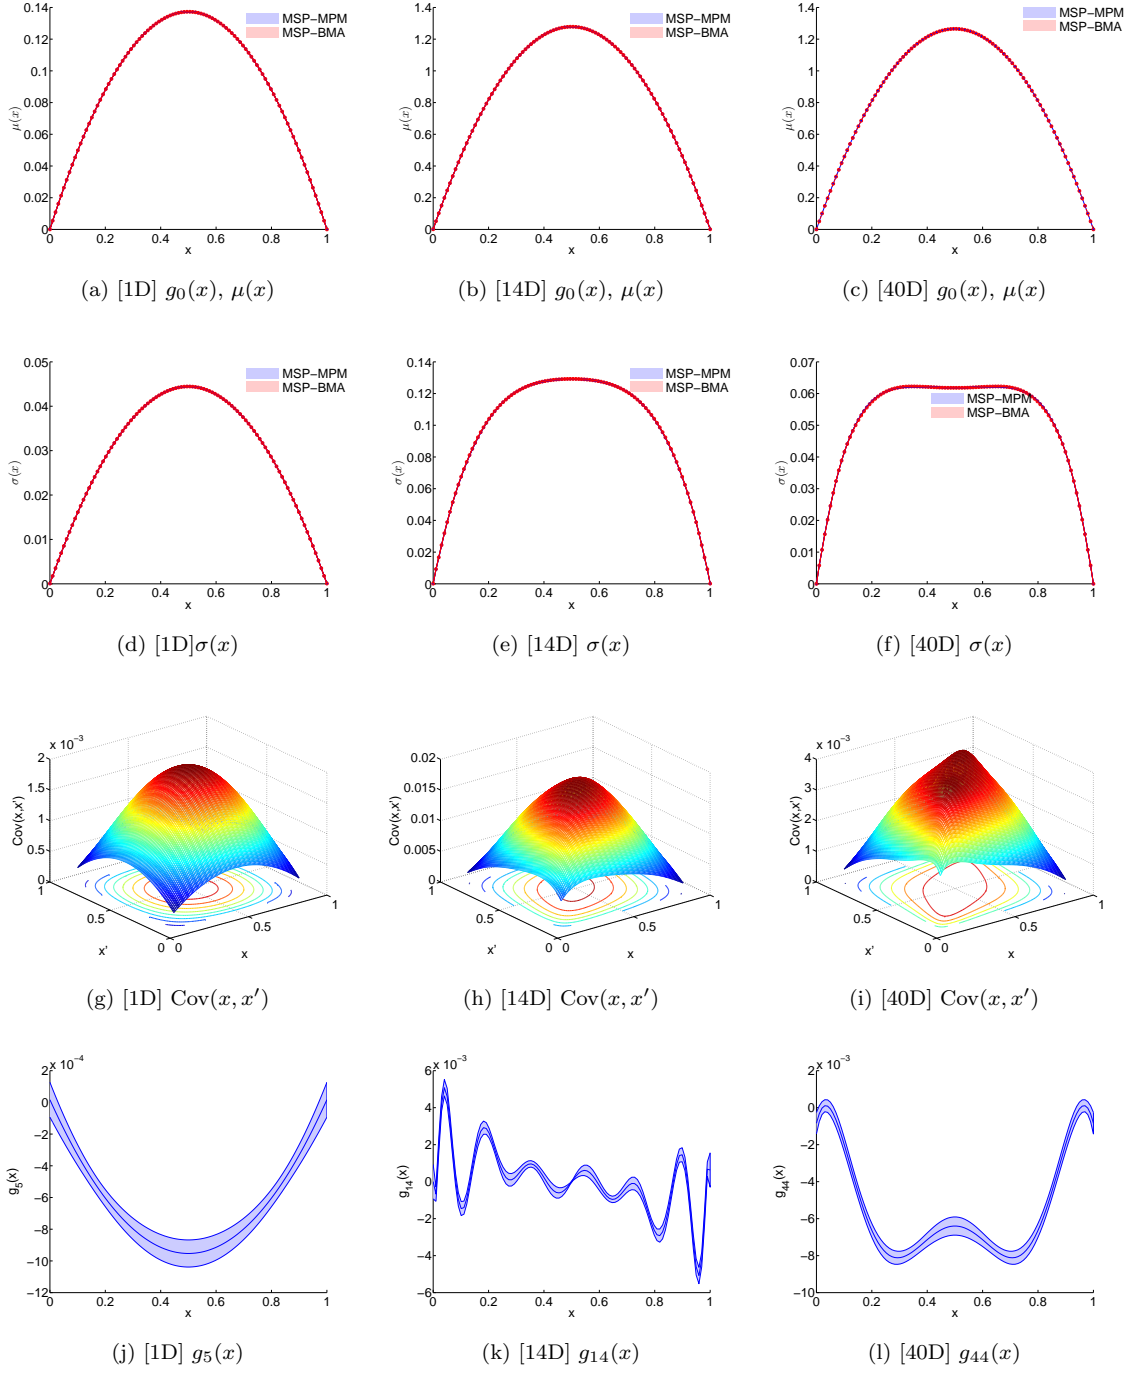 0.14
0.12
0.1
0.08
0.06
0.04
0.02
0
μ(x)
0 0.2 0.4 0.6 0.8 1
x
MSP−MPM
MSP−BMA
(a) [1D] g₀(x), μ(x)
1.4
1.2
1
0.8
0.6
0.4
0.2
0
μ(x)
0 0.2 0.4 0.6 0.8 1
x
MSP−MPM
MSP−BMA
(b) [14D] g₀(x), μ(x)
1.4
1.2
1
0.8
0.6
0.4
0.2
0
μ(x)
0 0.2 0.4 0.6 0.8 1
x
MSP−MPM
MSP−BMA
(c) [40D] g₀(x), μ(x)
0.05
0.04
0.03
0.02
0.01
0
σ(x)
0 0.2 0.4 0.6 0.8 1
x
MSP−MPM
MSP−BMA
(d) [1D]σ(x)
0.14
0.12
0.1
0.08
0.06
0.04
0.02
0
σ(x)
0 0.2 0.4 0.6 0.8 1
x
MSP−MPM
MSP−BMA
(e) [14D] σ(x)
0.07
0.06
0.05
0.04
0.03
0.02
0.01
0
σ(x)
0 0.2 0.4 0.6 0.8 1
x
MSP−MPM
MSP−BMA
(f) [40D] σ(x)
x 10⁻³
2
1.5
1
0.5
0
Cov(x,x')
1
0.5
0
x'
0
0.5
1
x
(g) [1D] Cov(x, x′)
0.02
0.015
0.01
0.005
0
Cov(x,x')
1
0.5
0
x'
0
0.5
1
x
(h) [14D] Cov(x, x′)
x 10⁻³
4
3
2
1
0
Cov(x,x')
1
0.5
0
x'
0
0.5
1
x
(i) [40D] Cov(x, x′)
x 10⁻⁴
2
0
−2
−4
−6
−8
−10
−12
g₅(x)
0 0.2 0.4 0.6 0.8 1
x
(j) [1D] g₅(x)
x 10⁻³
6
4
2
0
−2
−4
−6
g₁₄(x)
0 0.2 0.4 0.6 0.8 1
x
(k) [14D] g₁₄(x)
x 10⁻³
2
0
−2
−4
−6
−8
−10
g₄₄(x)
0 0.2 0.4 0.6 0.8 1
x
(l) [40D] g₄₄(x)